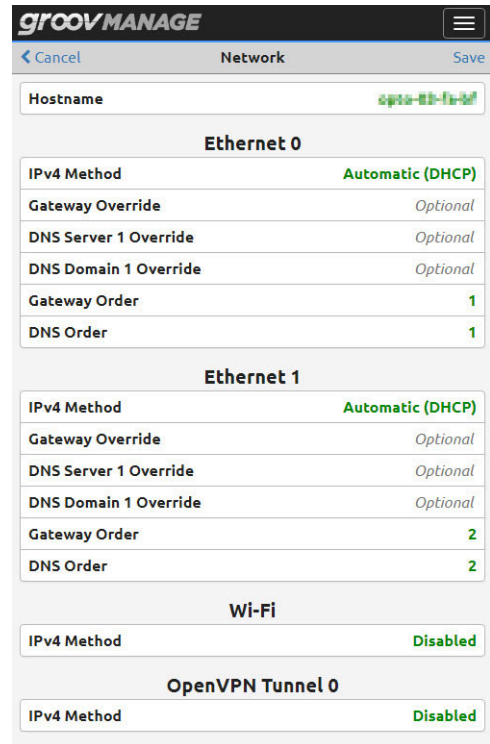 groov MANAGE
Cancel Network Save
Hostname
Ethernet 0
IPv4 Method Automatic (DHCP)
Gateway Override Optional
DNS Server 1 Override Optional
DNS Domain 1 Override Optional
Gateway Order 1
DNS Order 1
Ethernet 1
IPv4 Method Automatic (DHCP)
Gateway Override Optional
DNS Server 1 Override Optional
DNS Domain 1 Override Optional
Gateway Order 2
DNS Order 2
Wi-Fi
IPv4 Method Disabled
OpenVPN Tunnel 0
IPv4 Method Disabled